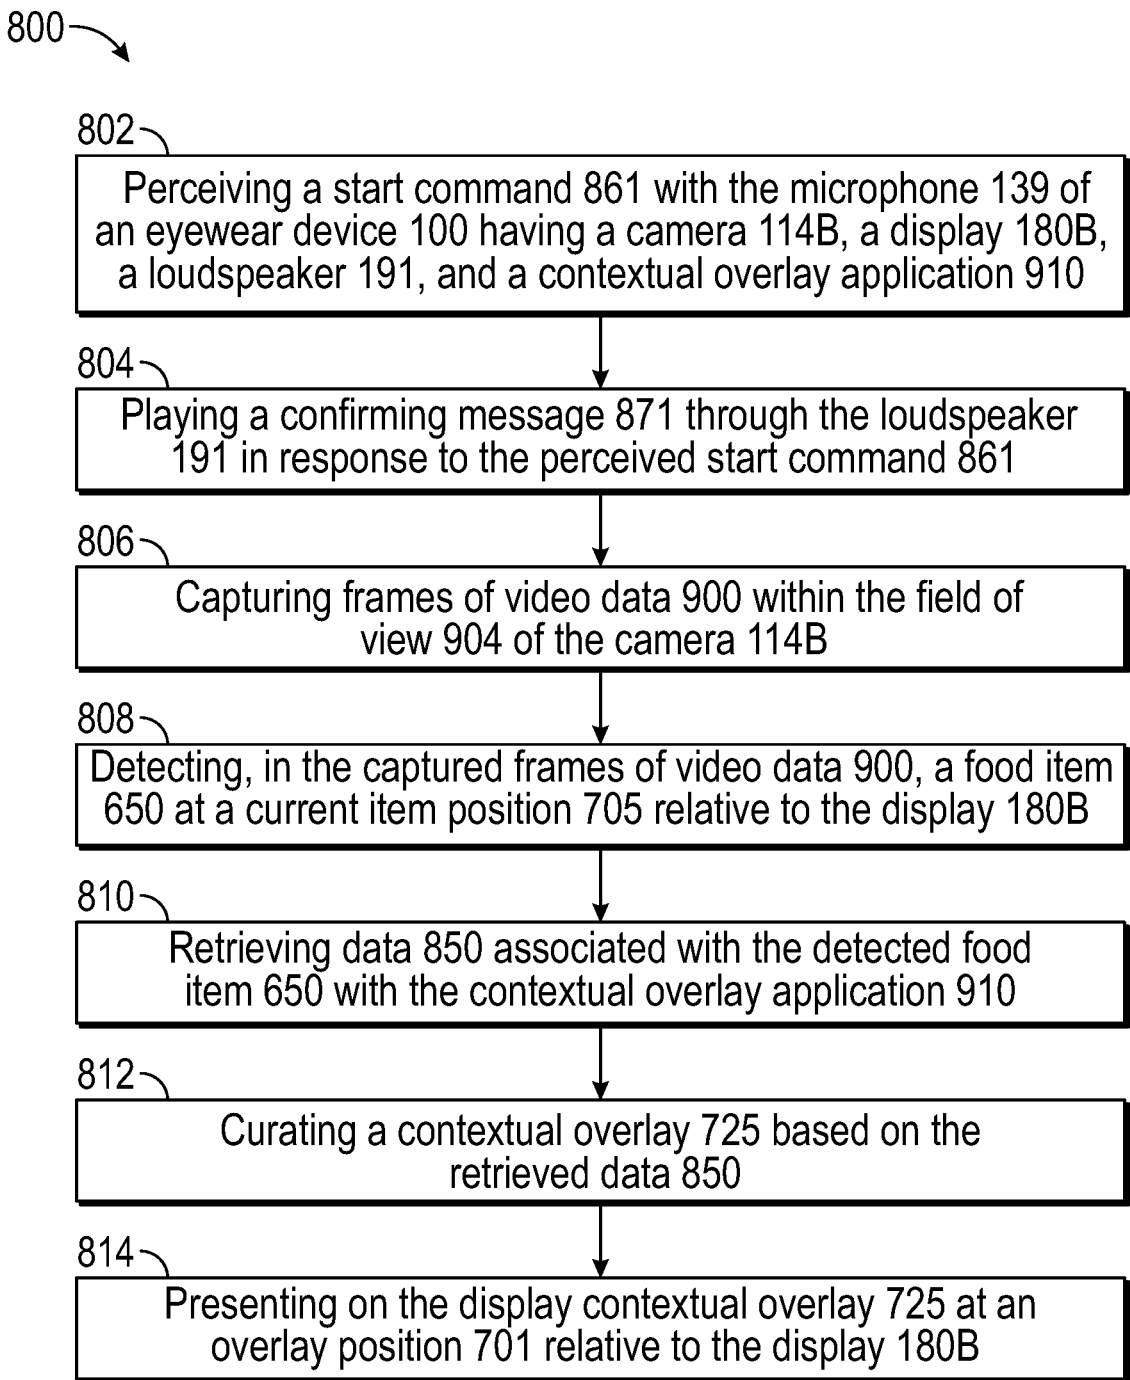 800
802
Perceiving a start command 861 with the microphone 139 of
an eyewear device 100 having a camera 114B, a display 180B,
a loudspeaker 191, and a contextual overlay application 910
804
Playing a confirming message 871 through the loudspeaker
191 in response to the perceived start command 861
806
Capturing frames of video data 900 within the field of
view 904 of the camera 114B
808
Detecting, in the captured frames of video data 900, a food item
650 at a current item position 705 relative to the display 180B
810
Retrieving data 850 associated with the detected food
item 650 with the contextual overlay application 910
812
Curating a contextual overlay 725 based on the
retrieved data 850
814
Presenting on the display contextual overlay 725 at an
overlay position 701 relative to the display 180B